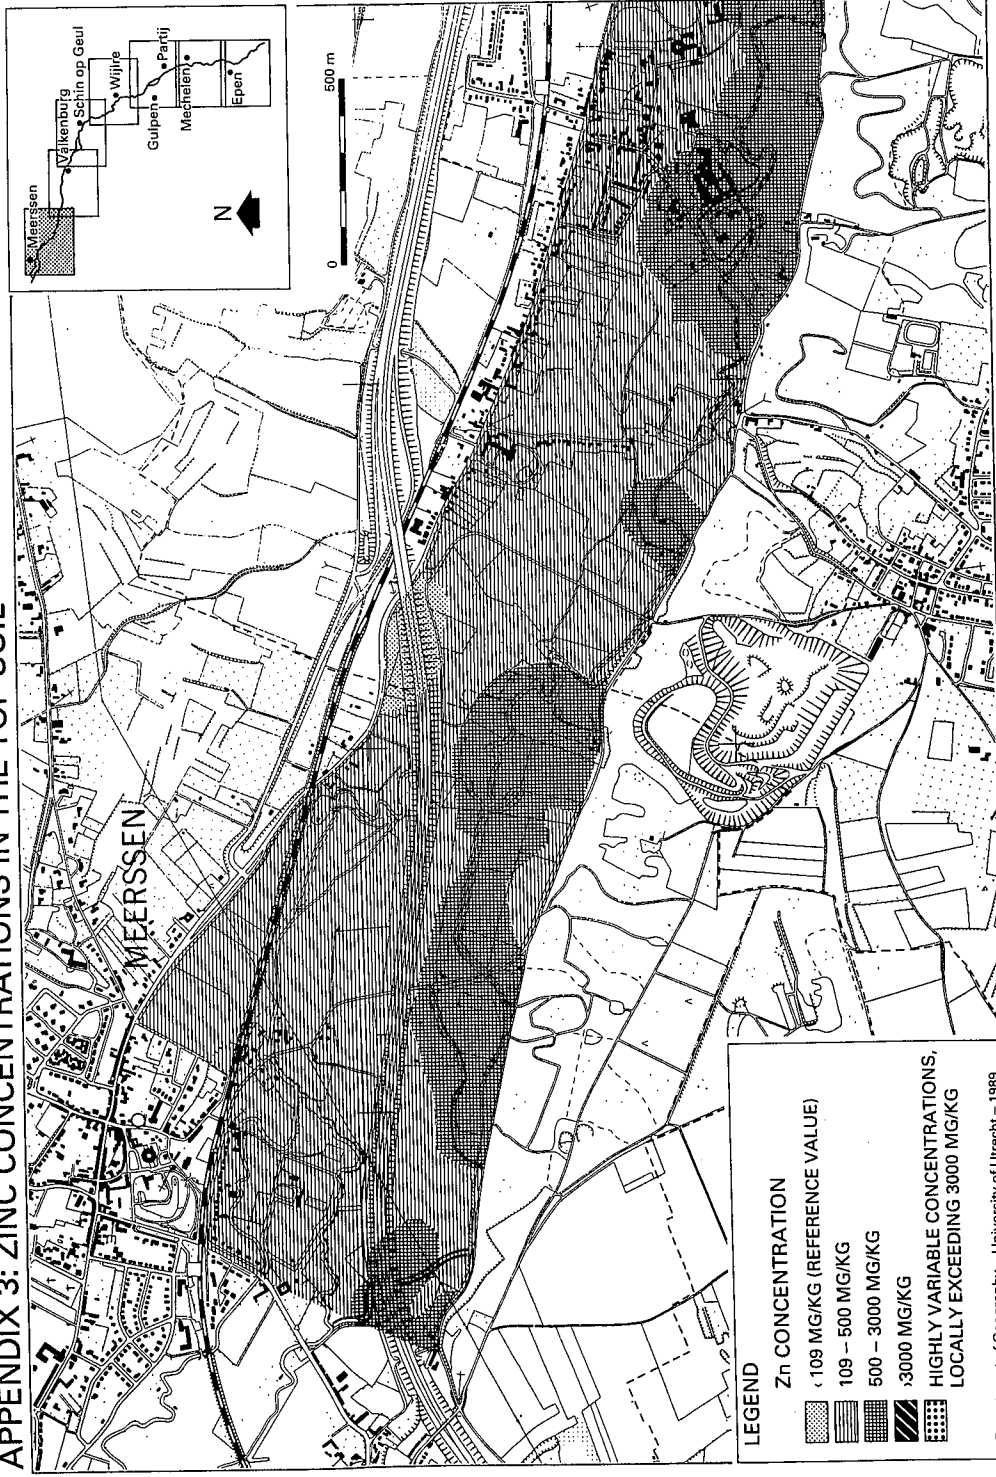 APPENDIX 3: ZINC CONCENTRATIONS IN THE TOP SOIL
Meerssen
Valkenburg
Schin op Geul
Wijlre
Gulpen
Partij
Mechelen
Epen
N
0 500 m
MEERSSEN
LEGEND
Zn CONCENTRATION
‹ 109 MG/KG (REFERENCE VALUE)
109 – 500 MG/KG
500 – 3000 MG/KG
›3000 MG/KG
HIGHLY VARIABLE CONCENTRATIONS,
LOCALLY EXCEEDING 3000 MG/KG
University of Utrecht – 1989